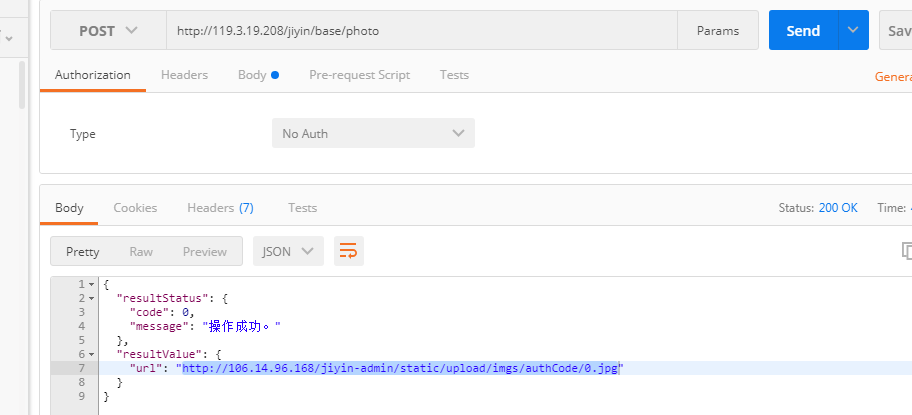 POST http://119.3.19.208/jiyin/base/photo Params Send Sav
Authorization Headers Body Pre-request Script Tests Genera
Type No Auth
Body Cookies Headers (7) Tests Status: 200 OK Time:
Pretty Raw Preview JSON
1 {
2 "resultStatus": {
3 "code": 0,
4 "message": "操作成功。"
5 },
6 "resultValue": {
7 "url": "http://106.14.96.168/jiyin-admin/static/upload/imgs/authCode/0.jpg"
8 }
9 }